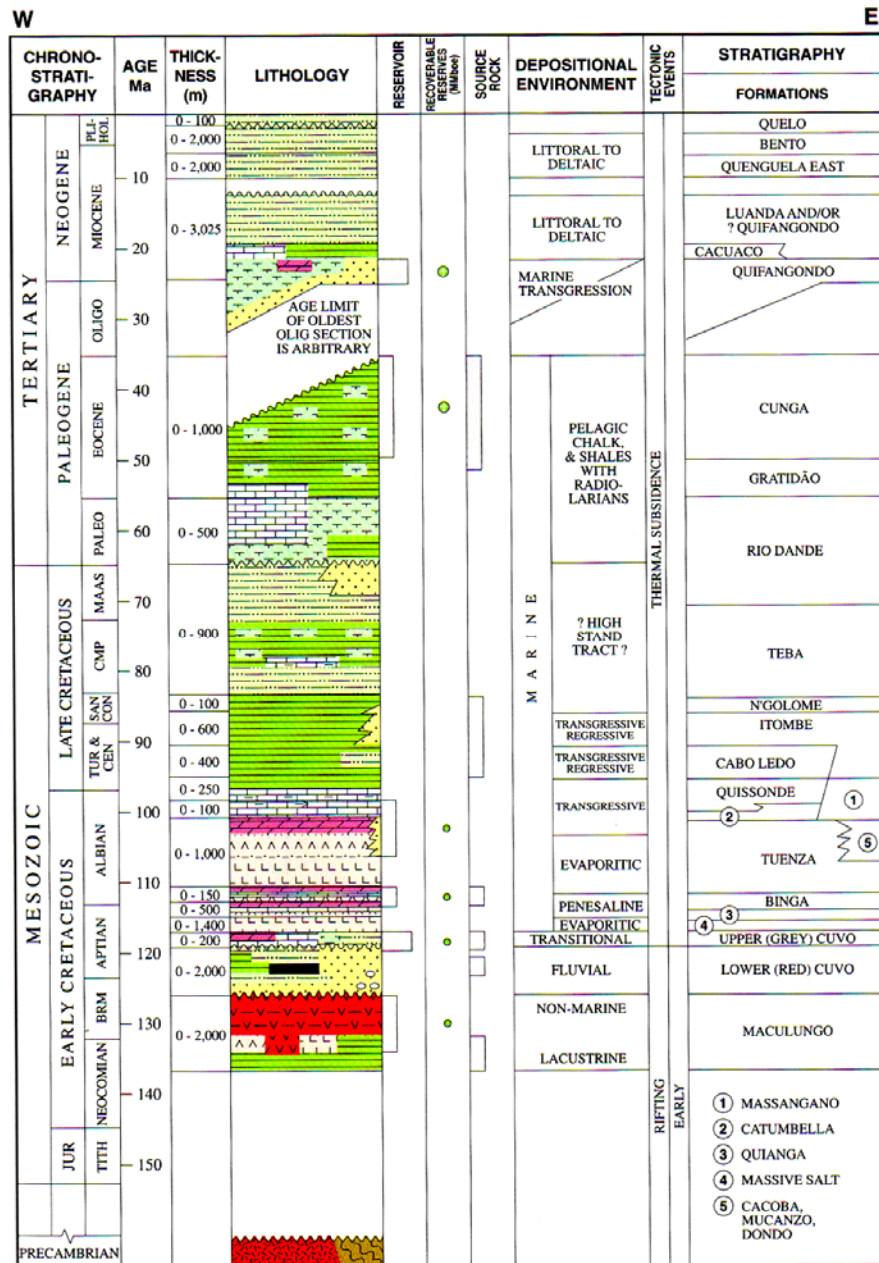 W
E
CHRONO-
STRATI-
GRAPHY
AGE
Ma
THICK-
NESS
(m)
LITHOLOGY
RESERVOIR
RECOVERABLE
RESERVES
(MMboe)
SOURCE
ROCK
DEPOSITIONAL
ENVIRONMENT
TECTONIC
EVENTS
STRATIGRAPHY
FORMATIONS
TERTIARY
NEOGENE
PALEOGENE
PLI-
HOL
MIOCENE
OLIGO
EOCENE
PALEO
MESOZOIC
LATE CRETACEOUS
EARLY CRETACEOUS
JUR
MAAS
CMP
SAN
CON
TUR &
CEN
ALBIAN
APTIAN
BRM
NEOCOMIAN
TITH
PRECAMBRIAN
10
20
30
40
50
60
70
80
90
100
110
120
130
140
150
0 - 100
0 - 2,000
0 - 2,000
0 - 3,025
0 - 1,000
0 - 500
0 - 900
0 - 100
0 - 600
0 - 400
0 - 250
0 - 100
0 - 1,000
0 - 150
0 - 500
0 - 1,400
0 - 200
0 - 2,000
0 - 2,000
AGE LIMIT
OF OLDEST
OLIG SECTION
IS ARBITRARY
LITTORAL TO
DELTAIC
LITTORAL TO
DELTAIC
MARINE
TRANSGRESSION
MARINE
PELAGIC
CHALK,
& SHALES
WITH
RADIO-
LARIANS
? HIGH
STAND
TRACT ?
TRANSGRESSIVE
REGRESSIVE
TRANSGRESSIVE
REGRESSIVE
TRANSGRESSIVE
EVAPORITIC
PENESALINE
EVAPORITIC
TRANSITIONAL
FLUVIAL
NON-MARINE
LACUSTRINE
THERMAL SUBSIDENCE
RIFTING
EARLY
QUELO
BENTO
QUENGUELA EAST
LUANDA AND/OR
? QUIFANGONDO
CACUACO
QUIFANGONDO
CUNGA
GRATIDÃO
RIO DANDE
TEBA
N'GOLOME
ITOMBE
CABO LEDO
QUISSONDE
1
2
5
TUENZA
BINGA
3
4
UPPER (GREY) CUVO
LOWER (RED) CUVO
MACULUNGO
1 MASSANGANO
2 CATUMBELLA
3 QUIANGA
4 MASSIVE SALT
5 CACOBA,
MUCANZO,
DONDO